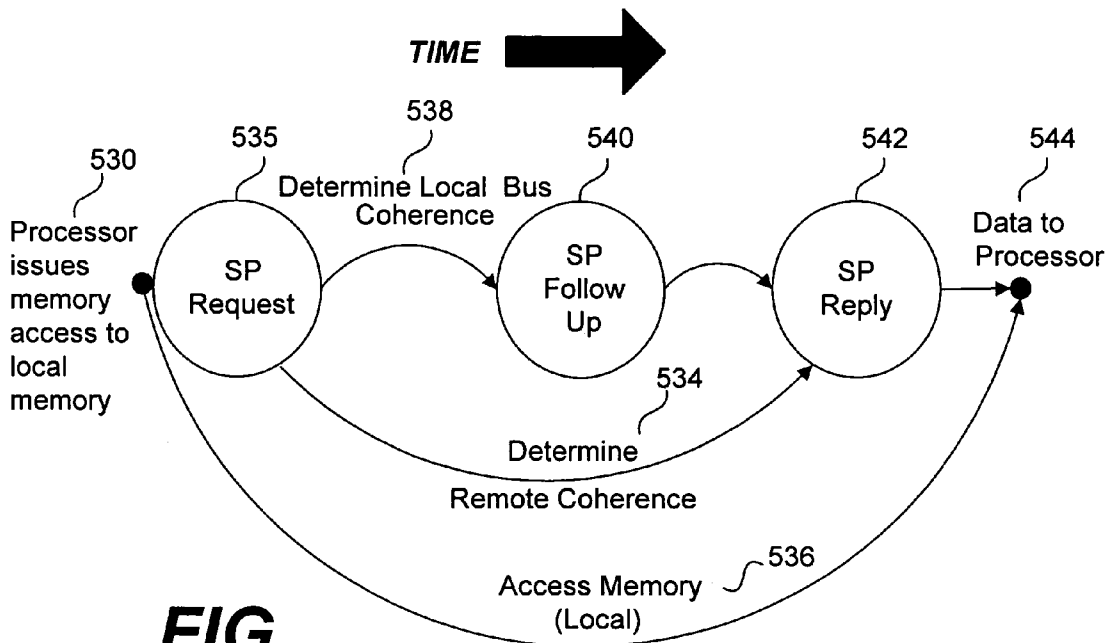 TIME
538
535
540
542
544
530
Determine Local Bus
Coherence
Processor
issues
memory
access to
local
memory
SP
Request
SP
Follow
Up
SP
Reply
Data to
Processor
534
Determine
Remote Coherence
536
Access Memory
(Local)
FIG